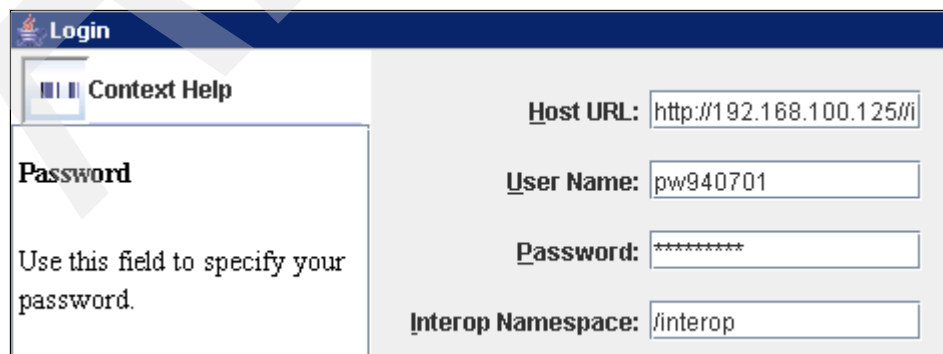 Login
Context Help
Host URL: http://192.168.100.125//i
Password
User Name: pw940701
Use this field to specify your
password.
Password: *********
Interop Namespace: /interop